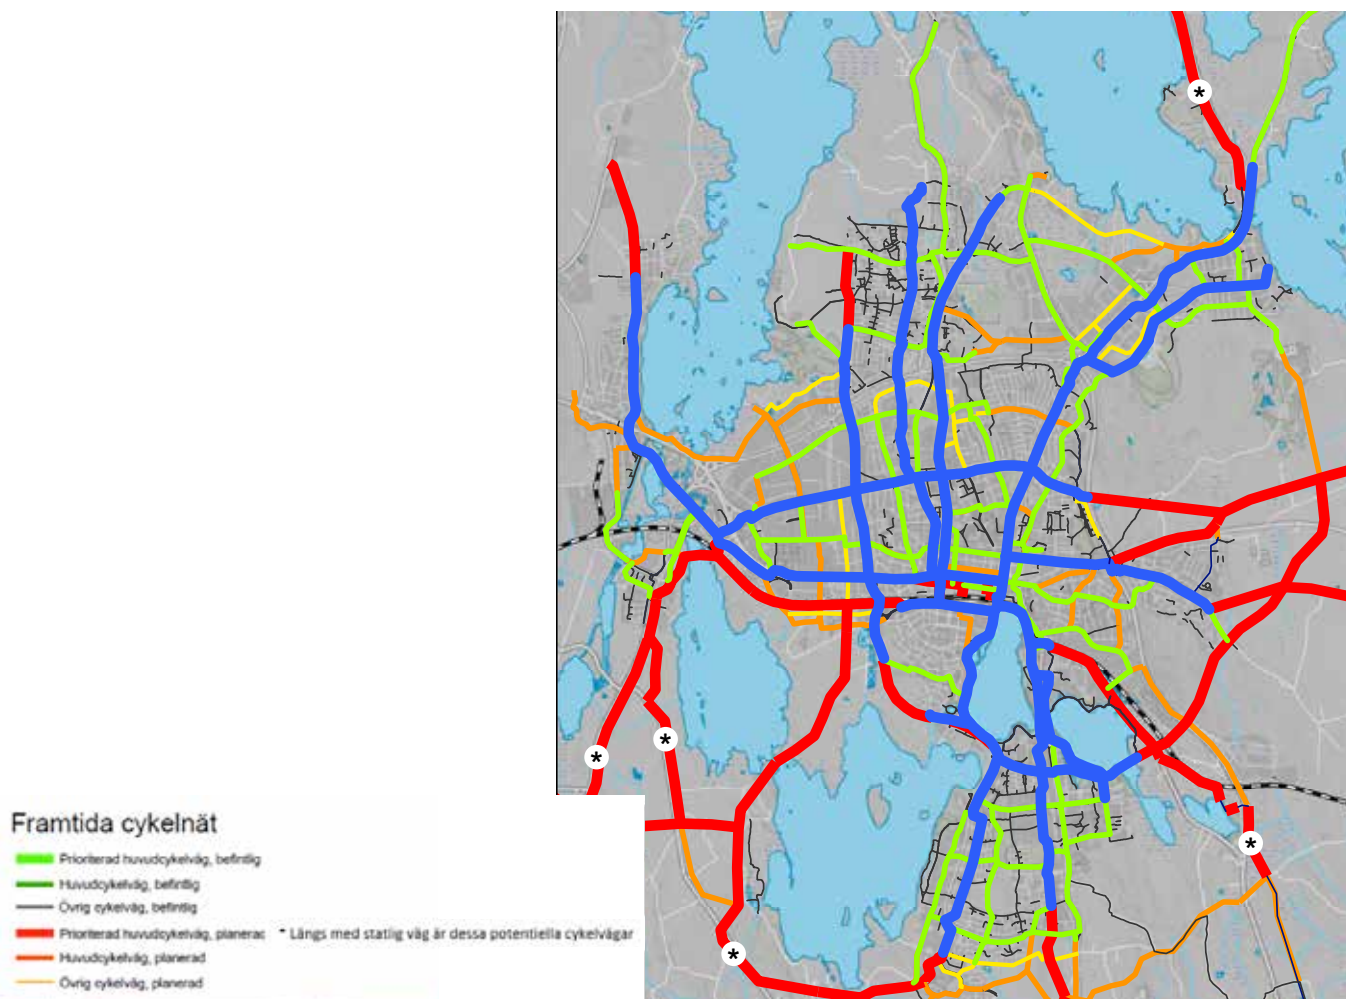 Framtida cykelnät
Prioriterad huvudcykelväg, befintlig
Huvudcykelväg, befintlig
Övrig cykelväg, befintlig
Prioriterad huvudcykelväg, planerac
* Längs med statlig väg är dessa potentiella cykelvägar
Huvudcykelväg, planerad
Övrig cykelväg, planerad
*
*
*
*
*